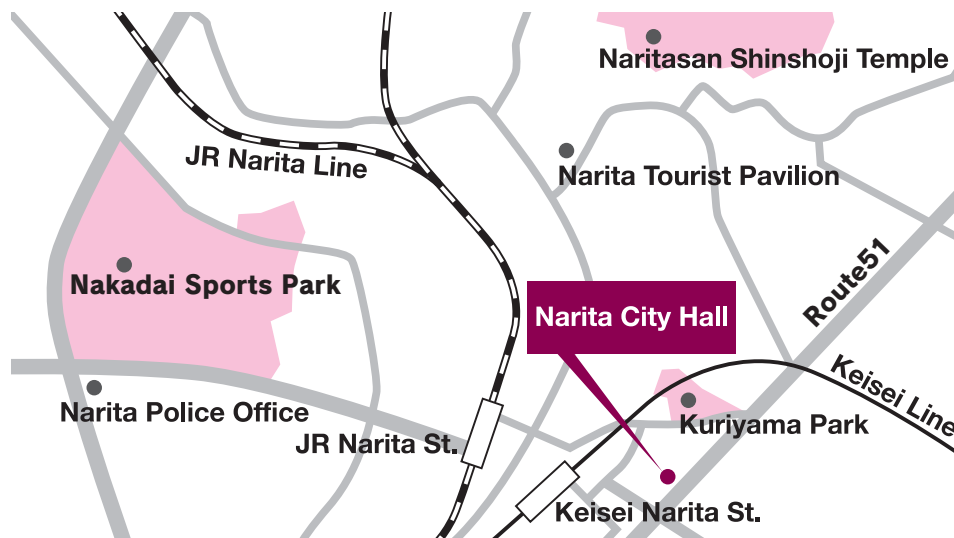 Naritasan Shinshoji Temple
JR Narita Line
Narita Tourist Pavilion
Nakadai Sports Park
Route51
Narita City Hall
Keisei Line
Narita Police Office
Kuriyama Park
JR Narita St.
Keisei Narita St.